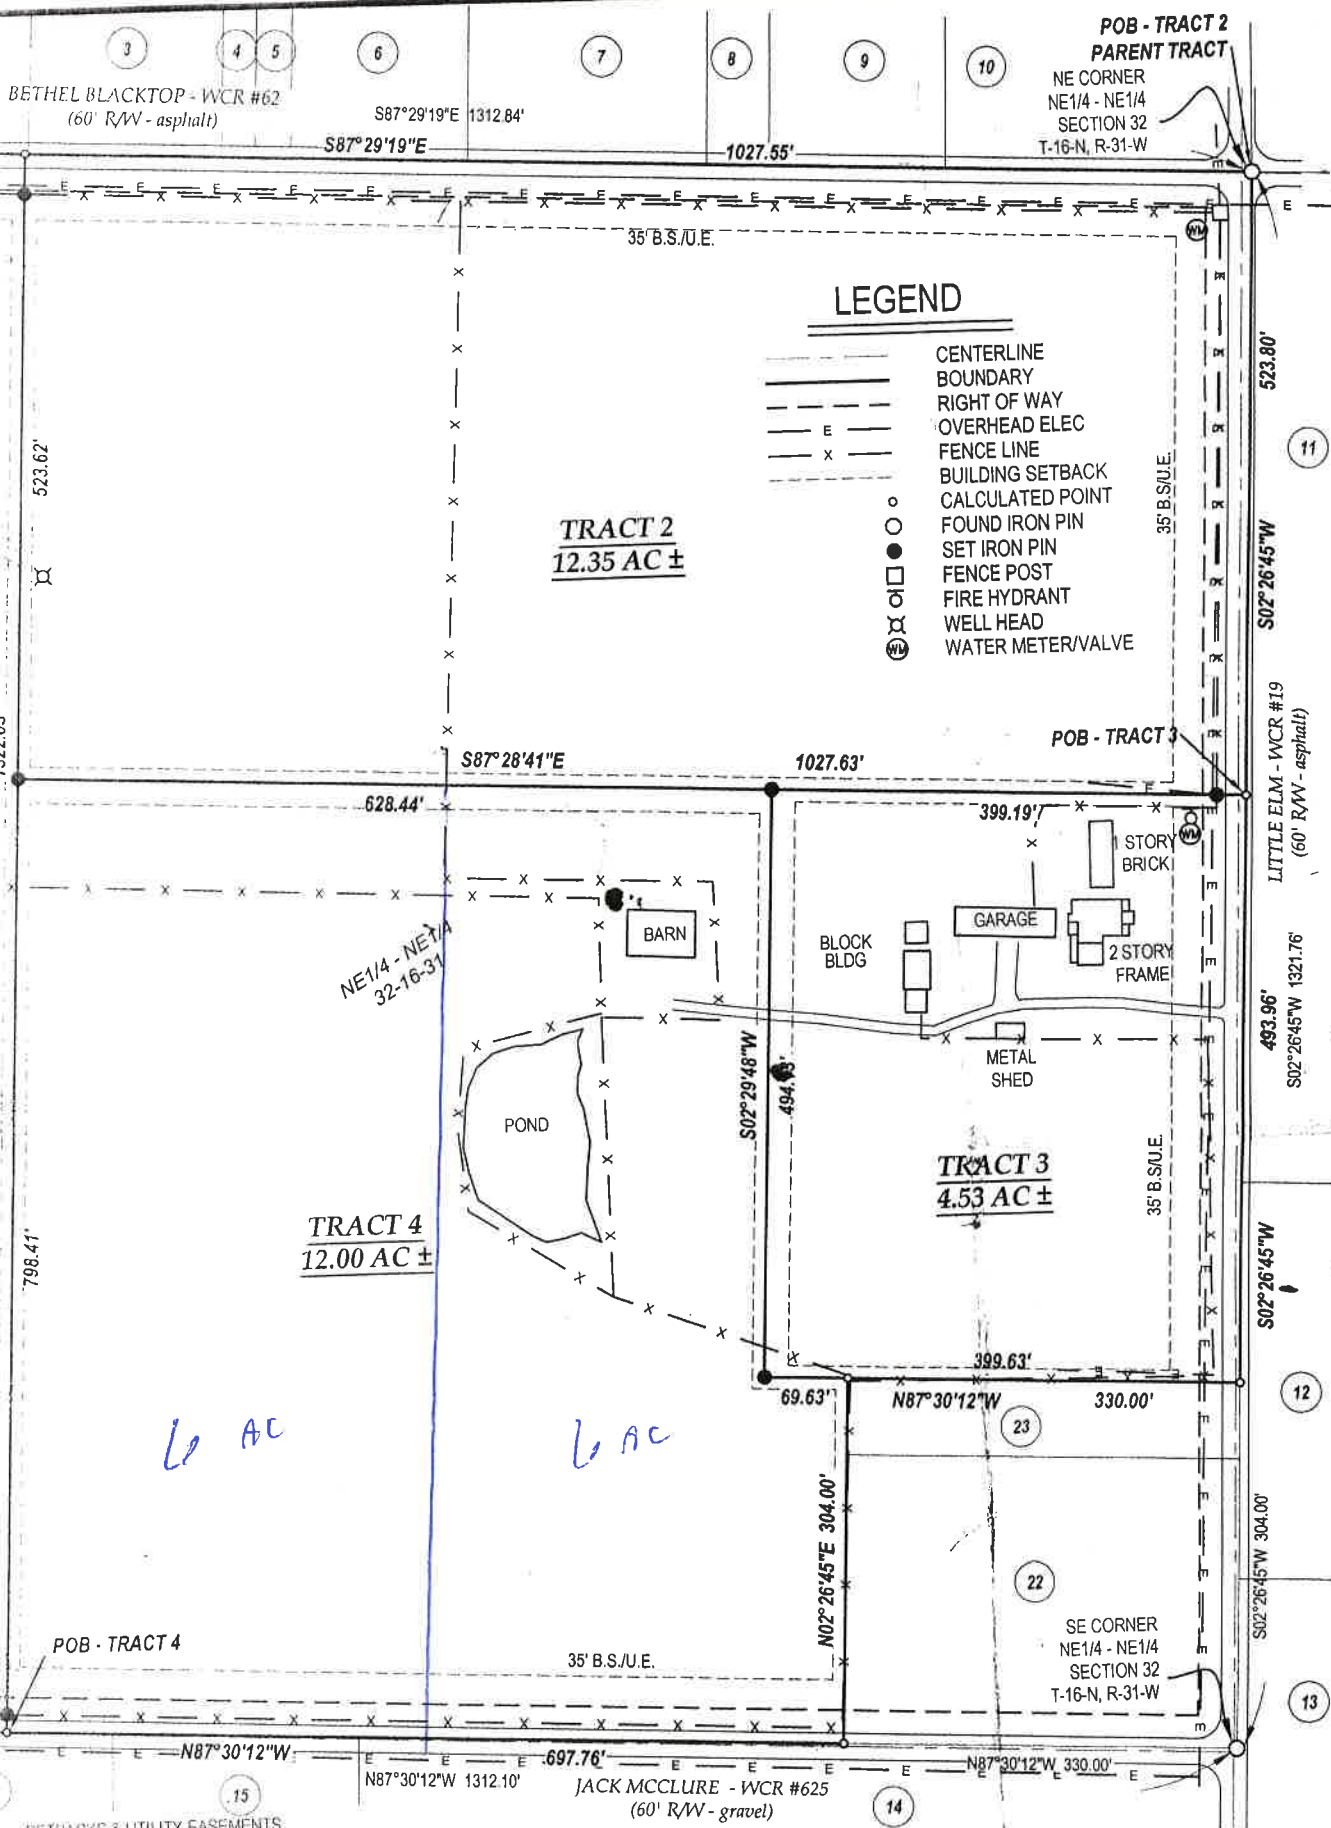 3
4
5
6
7
8
9
10
POB - TRACT 2
PARENT TRACT
NE CORNER
NE1/4 - NE1/4
SECTION 32
T-16-N, R-31-W
BETHEL BLACKTOP - WCR #62
(60' R/W - asphalt)
S87°29'19"E 1312.84'
S87°29'19"E
1027.55'
35' B.S./U.E.
WM
LEGEND
CENTERLINE
BOUNDARY
RIGHT OF WAY
E OVERHEAD ELEC
X FENCE LINE
BUILDING SETBACK
CALCULATED POINT
FOUND IRON PIN
SET IRON PIN
FENCE POST
FIRE HYDRANT
WELL HEAD
WM WATER METER/VALVE
523.80'
11
523.62'
35' B.S/U.E.
S02°26'45"W
TRACT 2
12.35 AC ±
LITTLE ELM - WCR #19
(60' R/W - asphalt)
POB - TRACT 3
S87°28'41"E
1027.63'
628.44'
399.19'
WM
1 STORY
BRICK
GARAGE
BARN
BLOCK
BLDG
2 STORY
FRAME
NE1/4 - NE1/4
32-16-31
493.96'
S02°26'45"W 1321.76'
METAL
SHED
S02°29'48"W
POND
TRACT 3
4.53 AC ±
35' B.S/U.E.
TRACT 4
12.00 AC ±
798.41'
S02°26'45"W
399.63'
69.63'
N87°30'12"W
330.00'
12
23
6 AC
6 AC
N02°26'45"E 304.00'
S02°26'45"W 304.00'
22
SE CORNER
NE1/4 - NE1/4
SECTION 32
T-16-N, R-31-W
POB - TRACT 4
35' B.S./U.E.
13
N87°30'12"W
697.76'
N87°30'12"W 330.00'
N87°30'12"W 1312.10'
JACK MCCLURE - WCR #625
(60' R/W - gravel)
15
14
& UTILITY EASEMENTS